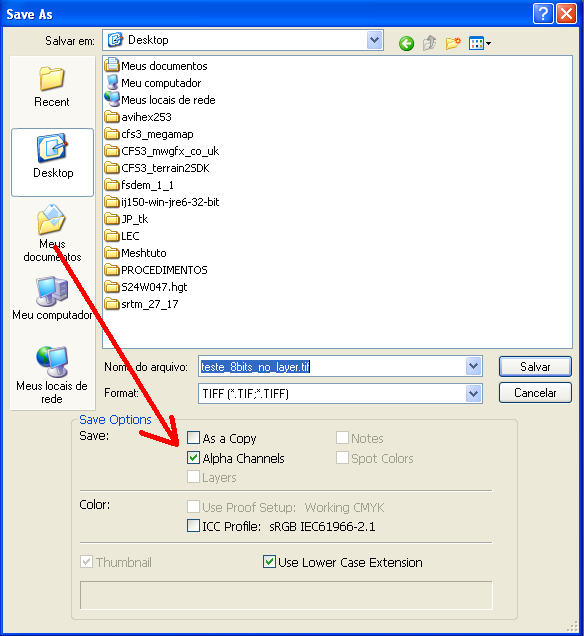 Save As
Salvar em: Desktop
Recent
Desktop
Meus documentos
Meu computador
Meus locais de rede
Meus documentos
Meu computador
Meus locais de rede
avihex253
cfs3_megamap
CFS3_mwgfx_co_uk
CFS3_terrain2SDK
fsdem_1_1
ij150-win-jre6-32-bit
JP_tk
LEC
Meshtuto
PROCEDIMENTOS
S24W047.hgt
srtm_27_17
Nome do arquivo: teste_8bits_no_layer.tif Salvar
Format: TIFF (*.TIF;*.TIFF) Cancelar
Save Options
Save: As a Copy Notes
Alpha Channels Spot Colors
Layers
Color: Use Proof Setup: Working CMYK
ICC Profile: sRGB IEC61966-2.1
Thumbnail Use Lower Case Extension